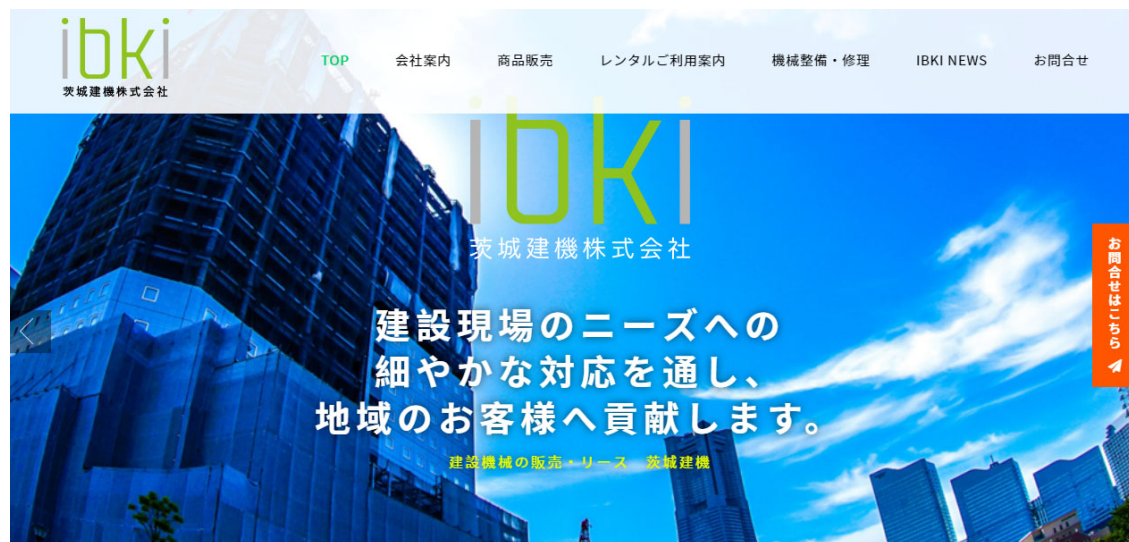 ibki
茨城建機株式会社
TOP 会社案内 商品販売 レンタルご利用案内 機械整備・修理 IBKI NEWS お問合せ
ibki
茨城建機株式会社
建設現場のニーズへの
細やかな対応を通し、
地域のお客様へ貢献します。
建設機械の販売・リース 茨城建機
お問合せはこちら